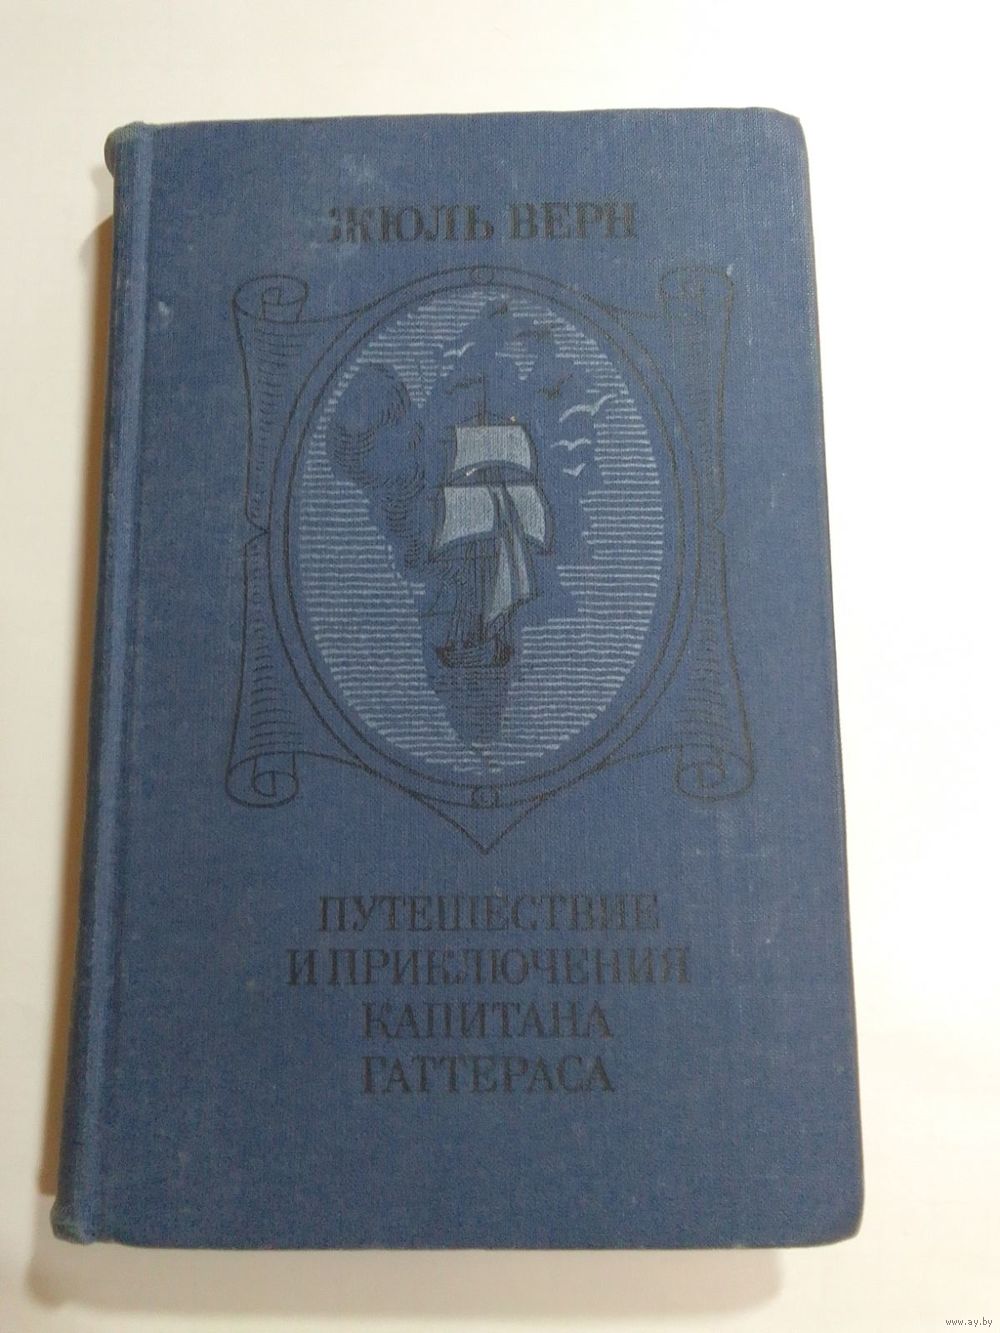 ЖЮЛЬ ВЕРН
ПУТЕШЕСТВИЕ
И ПРИКЛЮЧЕНИЯ
КАПИТАНА
ГАТТЕРАСА
www.ay.by